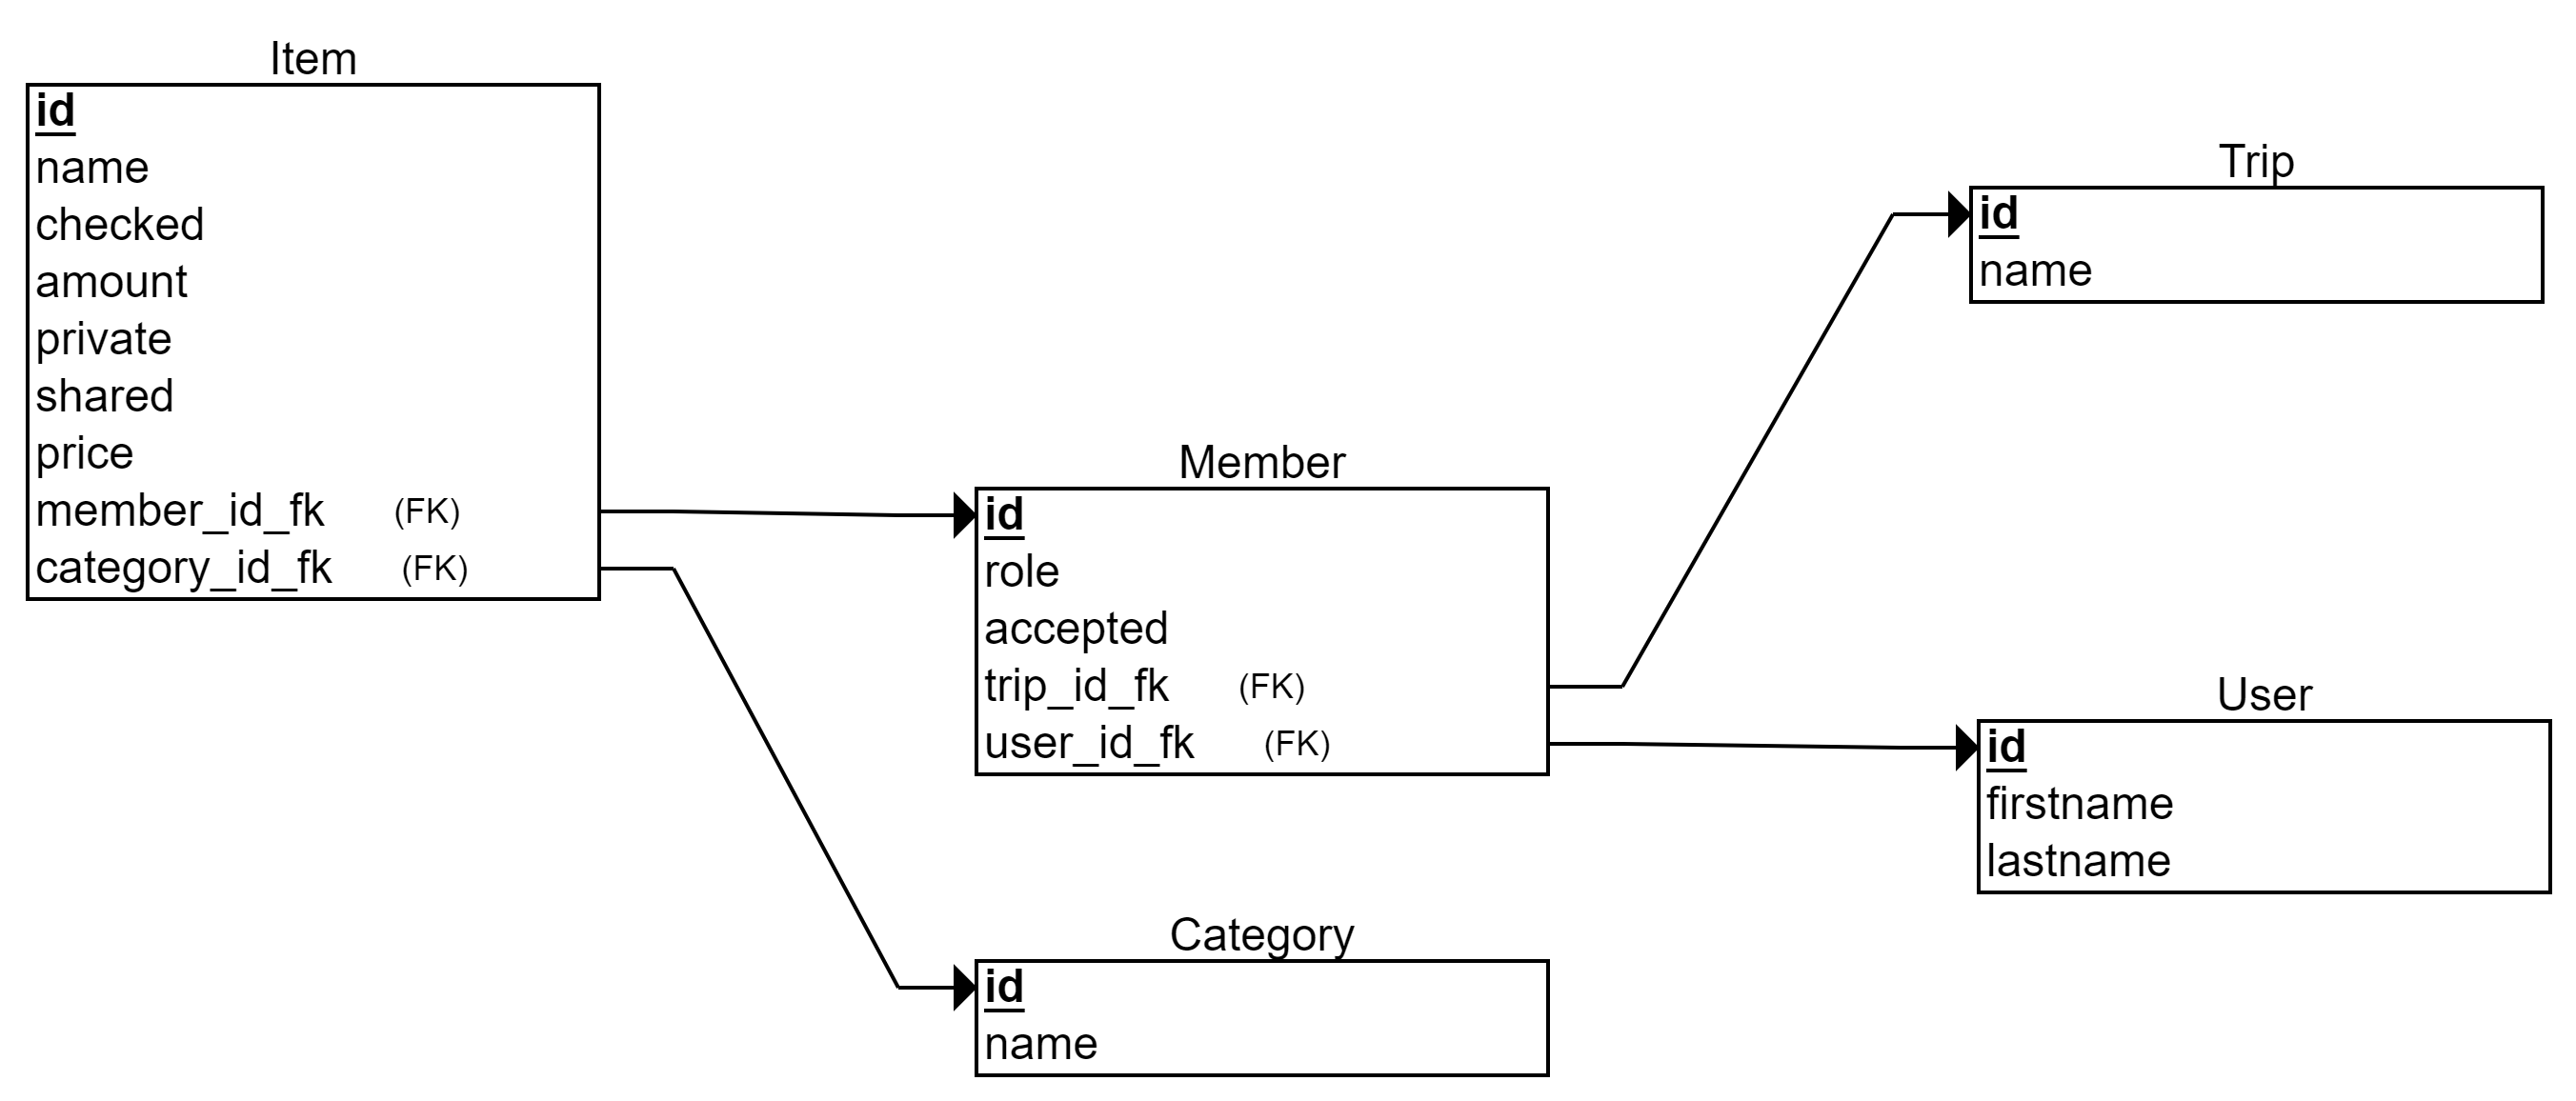 Item
id
name
checked
amount
private
shared
price
member_id_fk (FK)
category_id_fk (FK)
Member
id
role
accepted
trip_id_fk (FK)
user_id_fk (FK)
Category
id
name
Trip
id
name
User
id
firstname
lastname